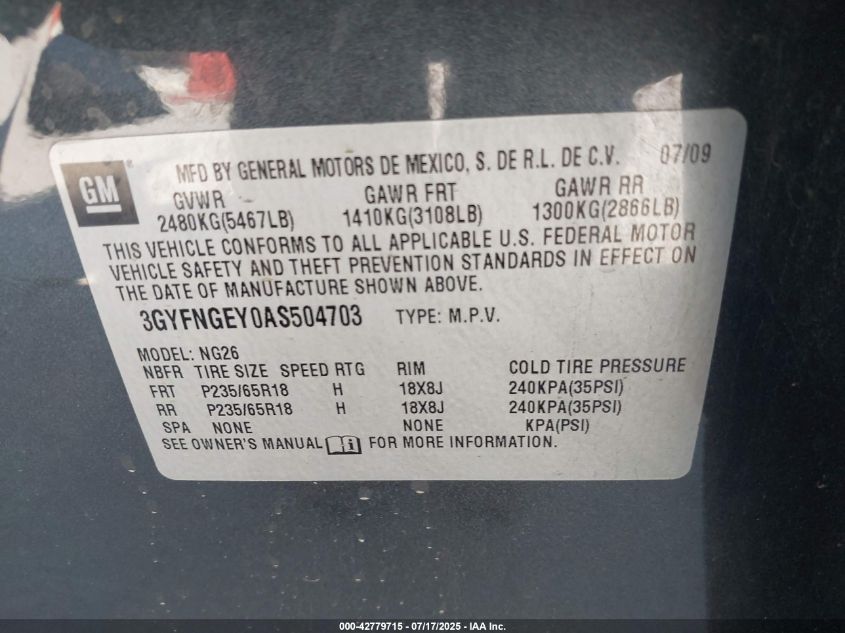 GM
MFD BY GENERAL MOTORS DE MEXICO, S. DE R.L. DE C.V. 07/09
GVWR GAWR FRT GAWR RR
2480KG(5467LB) 1410KG(3108LB) 1300KG(2866LB)
THIS VEHICLE CONFORMS TO ALL APPLICABLE U.S. FEDERAL MOTOR
VEHICLE SAFETY AND THEFT PREVENTION STANDARDS IN EFFECT ON
THE DATE OF MANUFACTURE SHOWN ABOVE.
3GYFNGEY0AS504703 TYPE: M.P.V.
MODEL: NG26
NBFR TIRE SIZE SPEED RTG RIM COLD TIRE PRESSURE
FRT P235/65R18 H 18X8J 240KPA(35PSI)
RR P235/65R18 H 18X8J 240KPA(35PSI)
SPA NONE NONE KPA(PSI)
SEE OWNER'S MANUAL FOR MORE INFORMATION.
000-42779715 - 07/17/2025 - IAA Inc.